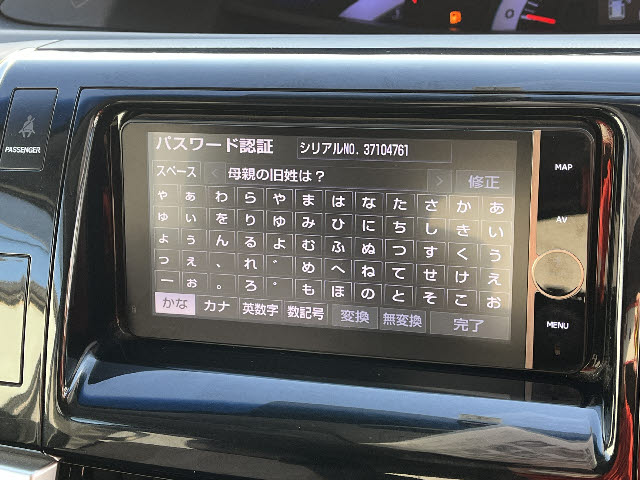 パスワード認証 シリアルNO. 37104761
スペース < 母親の旧姓は? > 修正
ゃ ぁ わ ら や ま は な た さ か あ
ゅ ぃ を り ゆ み ひ に ち し き い
ょ ぅ ん る よ む ふ ぬ つ す く う
っ ぇ 、 れ ゛ め へ ね て せ け え
ー ぉ 。 ろ ゜ も ほ の と そ こ お
かな カナ 英数字 数記号 変換 無変換 完了
PASSENGER
MAP
AV
MENU